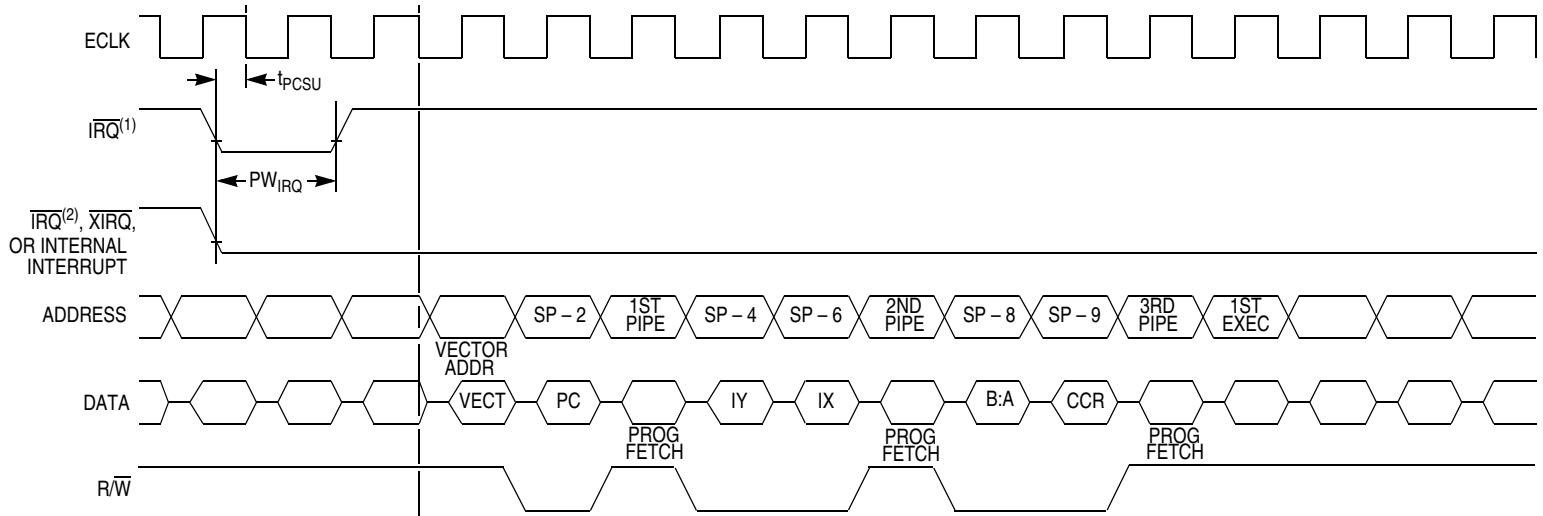 ECLK
tPCSU
IRQ(1)
PWIRQ
IRQ(2), XIRQ,
OR INTERNAL
INTERRUPT
ADDRESS
SP – 2
1ST
PIPE
SP – 4
SP – 6
2ND
PIPE
SP – 8
SP – 9
3RD
PIPE
1ST
EXEC
VECTOR
ADDR
DATA
VECT
PC
IY
IX
B:A
CCR
PROG
FETCH
PROG
FETCH
PROG
FETCH
R/W